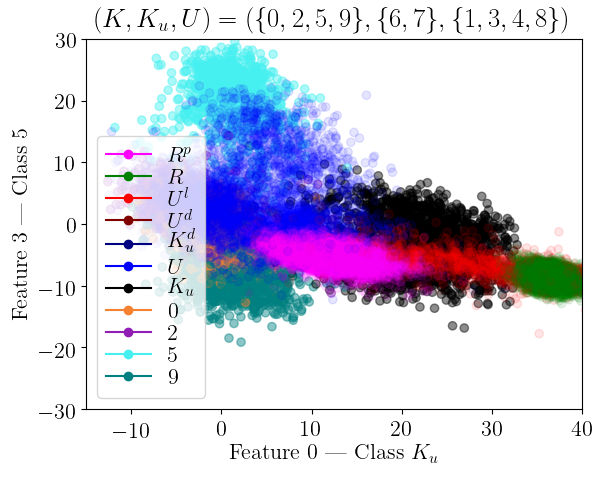 (K, K_u, U) = ({0, 2, 5, 9}, {6, 7}, {1, 3, 4, 8})
30
20
10
0
−10
−20
−30
Feature 3 — Class 5
R^p
R
U^l
U^d
K_u^d
U
K_u
0
2
5
9
−10 0 10 20 30 40
Feature 0 — Class K_u